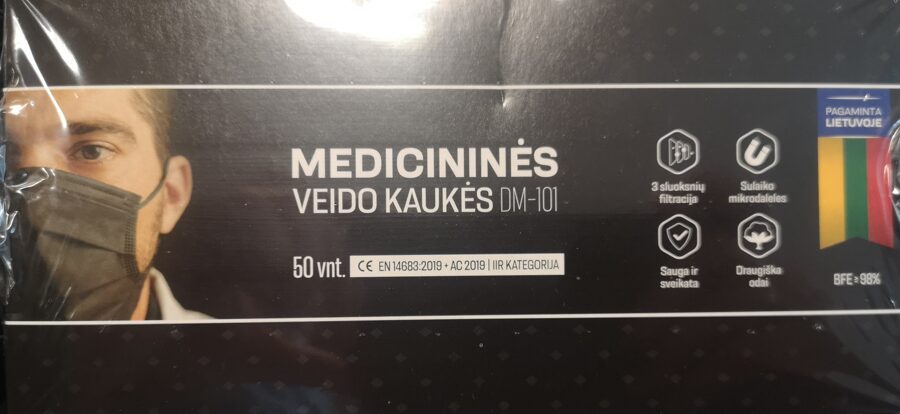 MEDICININĖS
VEIDO KAUKĖS DM-101
50 vnt.
CE EN 14683:2019 + AC 2019 | IIR KATEGORIJA
3 sluoksnių
filtracija
Sulaiko
mikrodaleles
Sauga ir
sveikata
Draugiška
odai
PAGAMINTA
LIETUVOJE
BFE ≥ 98%